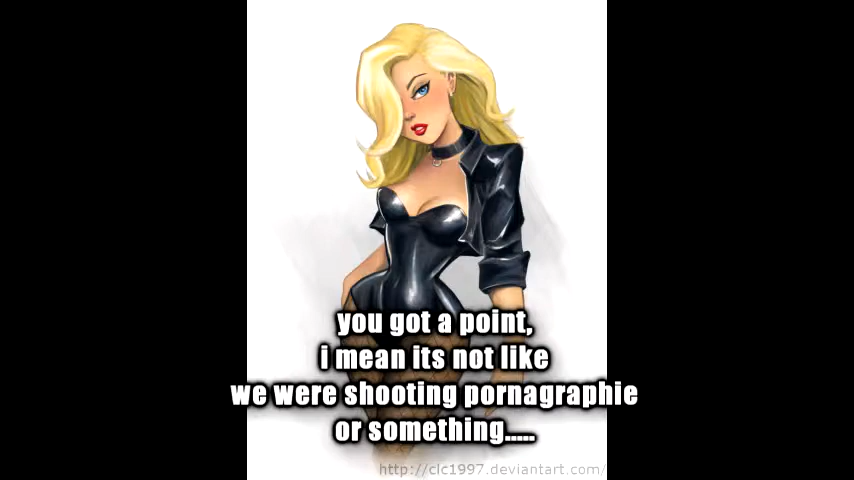 you got a point,
i mean its not like
we were shooting pornagraphie
or something.....
http://clc1997.deviantart.com/